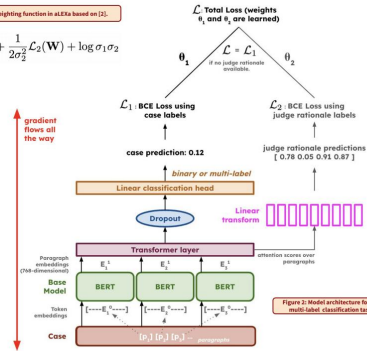 eighting function in aLEXa based on [2].
+ 1/2σ₂² ℒ₂(W) + log σ₁σ₂
ℒ: Total Loss (weights
θ₁ and θ₂ are learned)
θ₁
ℒ = ℒ₁
θ₂
if no judge rationale
available.
ℒ₁: BCE Loss using
case labels
ℒ₂: BCE Loss using
judge rationale labels
gradient
flows all
the way
case prediction: 0.12
judge rationale predictions
[ 0.78 0.05 0.91 0.87 ]
binary or multi-label
Linear classification head
Dropout
Linear
transform
Transformer layer
Paragraph
embeddings
(768-dimensional)
E₁¹
E₂¹
E₃¹
attention scores over
paragraphs
Base
Model
BERT
BERT
BERT
Token
embeddings
[----E₁⁰----]
[----E₂⁰----]
[----E₃⁰----]
Case
[p₁] [p₂] [p₃] ... paragraphs
Figure 2: Model architecture fo
multi-label classification tas